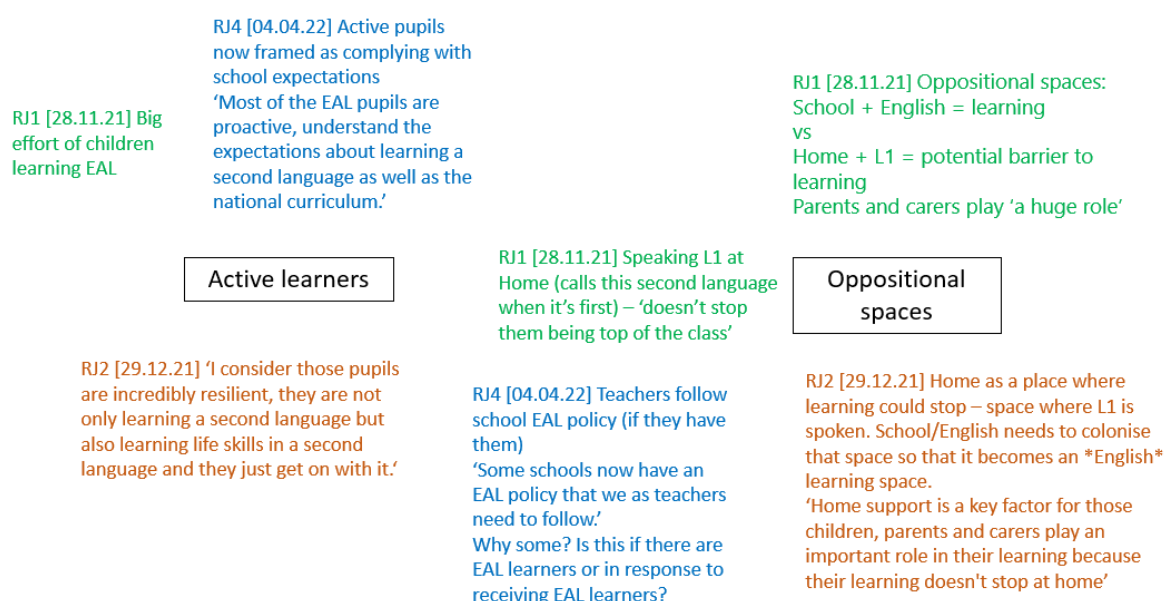 RJ4 [04.04.22] Active pupils
now framed as complying with
school expectations
‘Most of the EAL pupils are
proactive, understand the
expectations about learning a
second language as well as the
national curriculum.’
RJ1 [28.11.21] Big
effort of children
learning EAL
RJ1 [28.11.21] Oppositional spaces:
School + English = learning
vs
Home + L1 = potential barrier to
learning
Parents and carers play ‘a huge role’
Active learners
RJ1 [28.11.21] Speaking L1 at
Home (calls this second language
when it’s first) – ‘doesn’t stop
them being top of the class’
Oppositional
spaces
RJ2 [29.12.21] ‘I consider those pupils
are incredibly resilient, they are not
only learning a second language but
also learning life skills in a second
language and they just get on with it.‘
RJ4 [04.04.22] Teachers follow
school EAL policy (if they have
them)
‘Some schools now have an
EAL policy that we as teachers
need to follow.’
Why some? Is this if there are
EAL learners or in response to
receiving EAL learners?
RJ2 [29.12.21] Home as a place where
learning could stop – space where L1 is
spoken. School/English needs to colonise
that space so that it becomes an *English*
learning space.
‘Home support is a key factor for those
children, parents and carers play an
important role in their learning because
their learning doesn't stop at home’